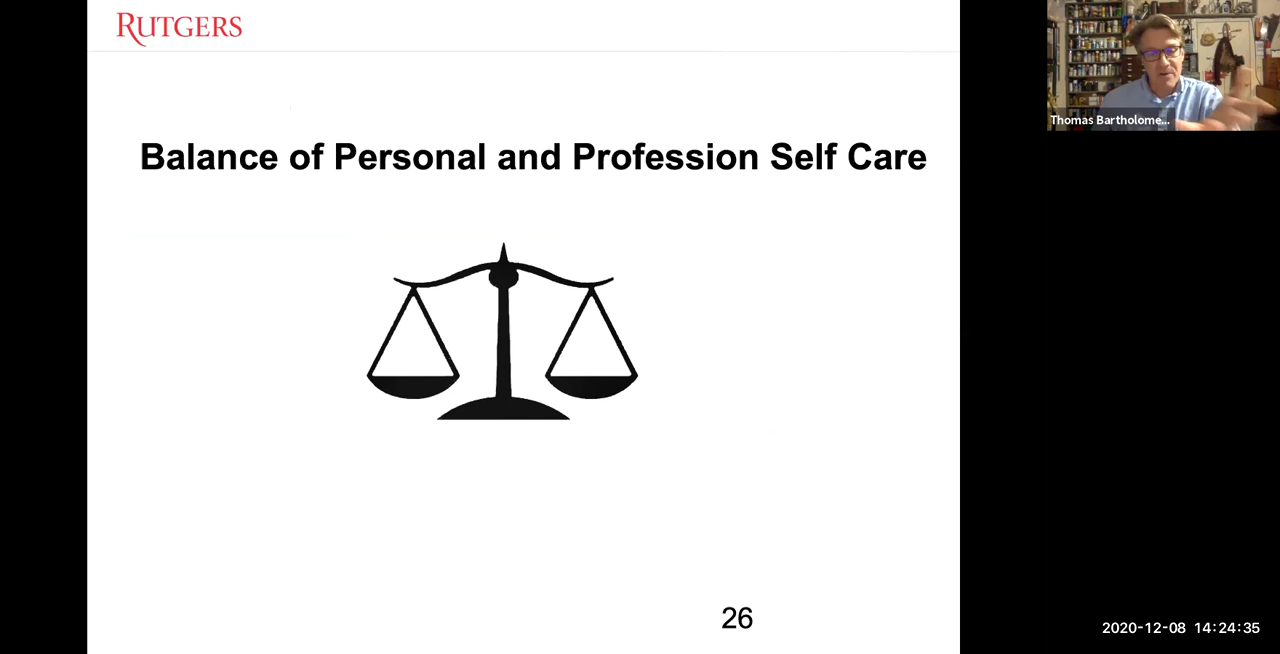 RUTGERS
Thomas Bartholome...
Balance of Personal and Profession Self Care
26
2020-12-08 14:24:35